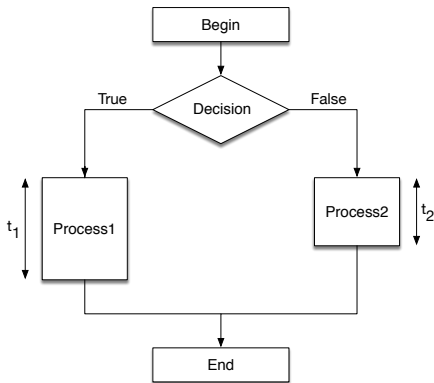 Begin
True
Decision
False
t1
Process1
Process2
t2
End